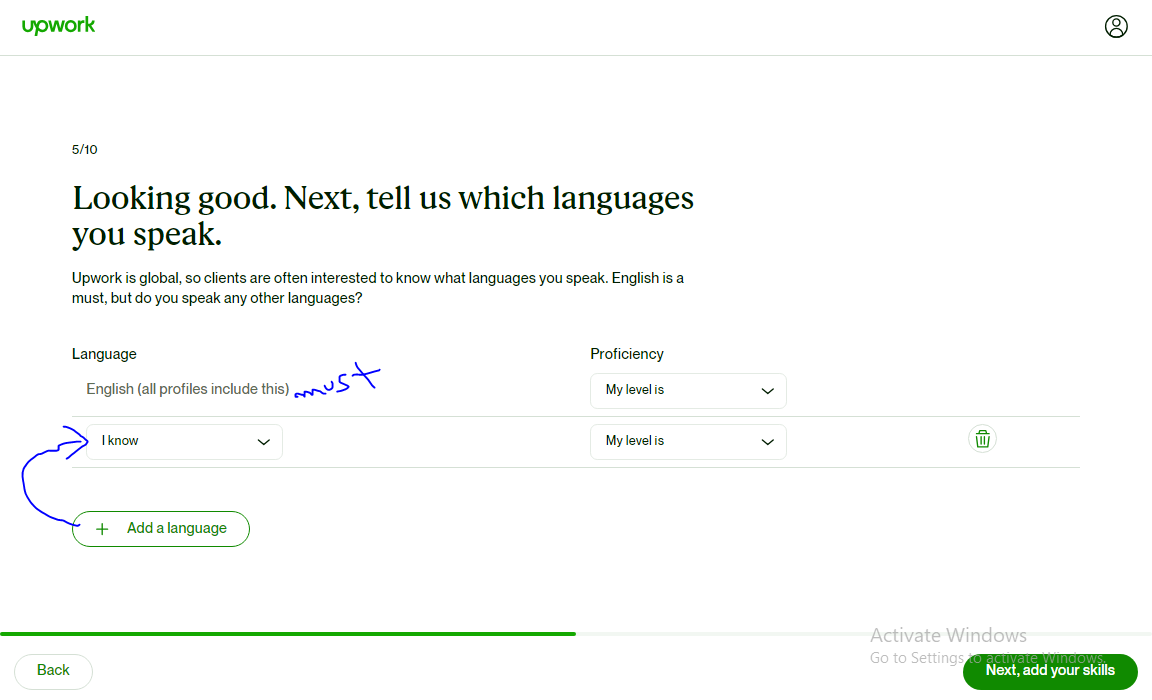 upwork
5/10
Looking good. Next, tell us which languages
you speak.
Upwork is global, so clients are often interested to know what languages you speak. English is a
must, but do you speak any other languages?
Language
Proficiency
English (all profiles include this)
must
My level is
I know
My level is
+ Add a language
Activate Windows
Go to Settings to activate Windows.
Back
Next, add your skills